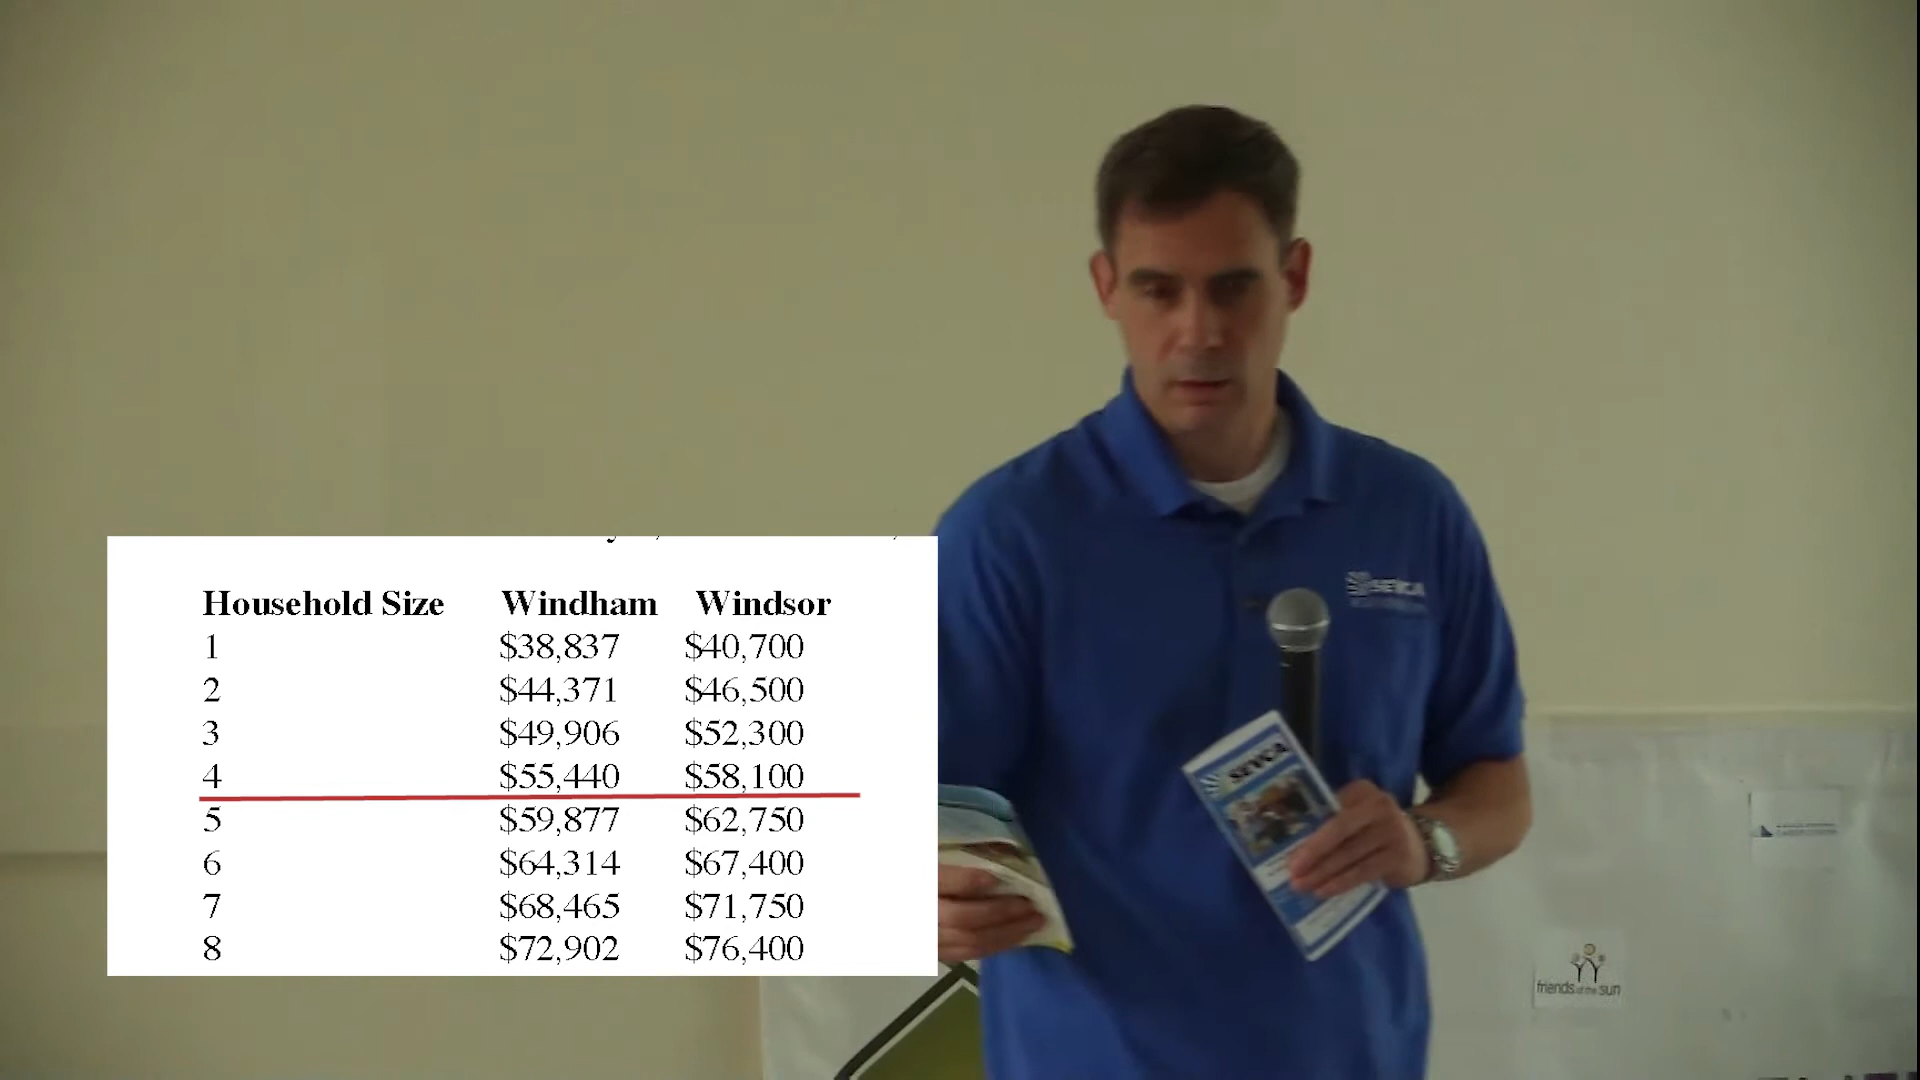 Household Size Windham Windsor
1 $38,837 $40,700
2 $44,371 $46,500
3 $49,906 $52,300
4 $55,440 $58,100
5 $59,877 $62,750
6 $64,314 $67,400
7 $68,465 $71,750
8 $72,902 $76,400
SEVCA
SEVCA
friends of the sun